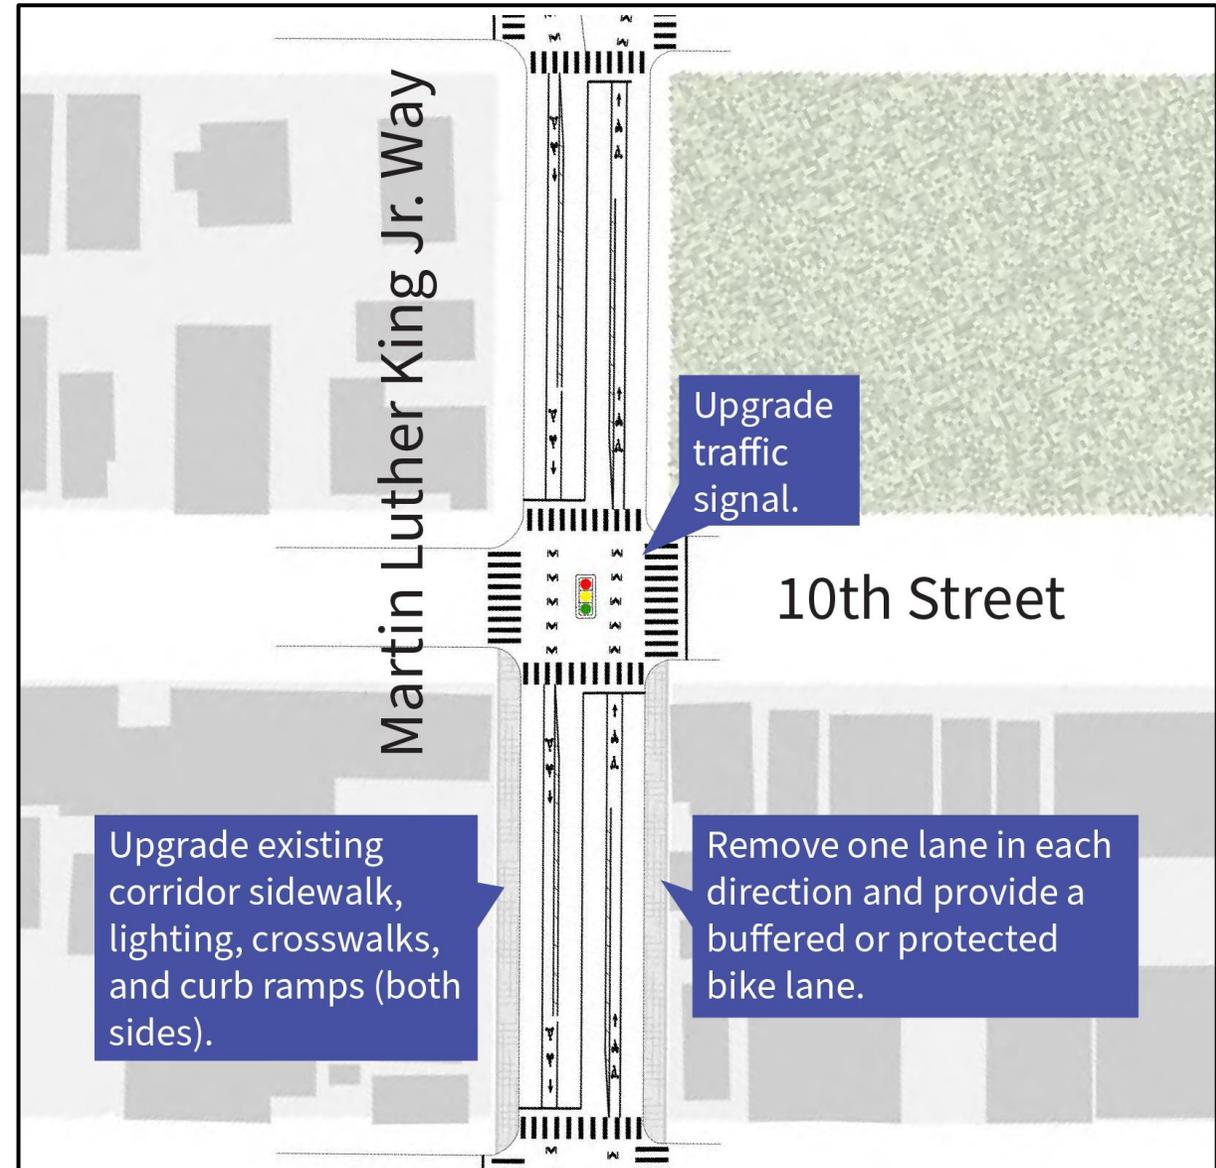 Martin Luther King Jr. Way
Upgrade
traffic
signal.
10th Street
Upgrade existing
corridor sidewalk,
lighting, crosswalks,
and curb ramps (both
sides).
Remove one lane in each
direction and provide a
buffered or protected
bike lane.